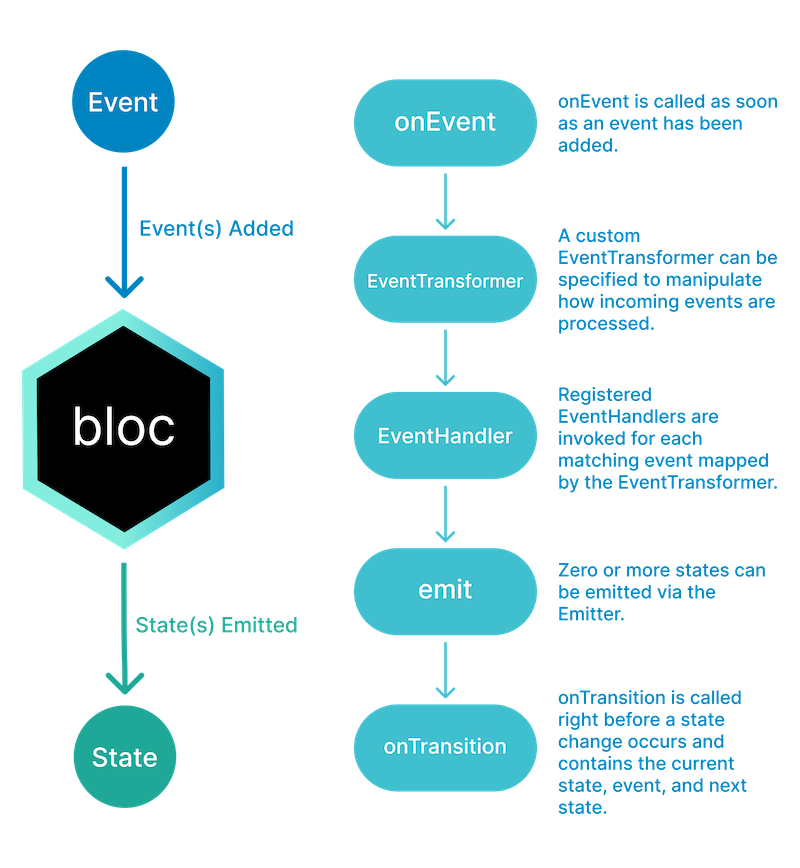 Event
Event(s) Added
bloc
State(s) Emitted
State
onEvent
onEvent is called as soon
as an event has been
added.
EventTransformer
A custom
EventTransformer can be
specified to manipulate
how incoming events are
processed.
EventHandler
Registered
EventHandlers are
invoked for each
matching event mapped
by the EventTransformer.
emit
Zero or more states can
be emitted via the
Emitter.
onTransition
onTransition is called
right before a state
change occurs and
contains the current
state, event, and next
state.